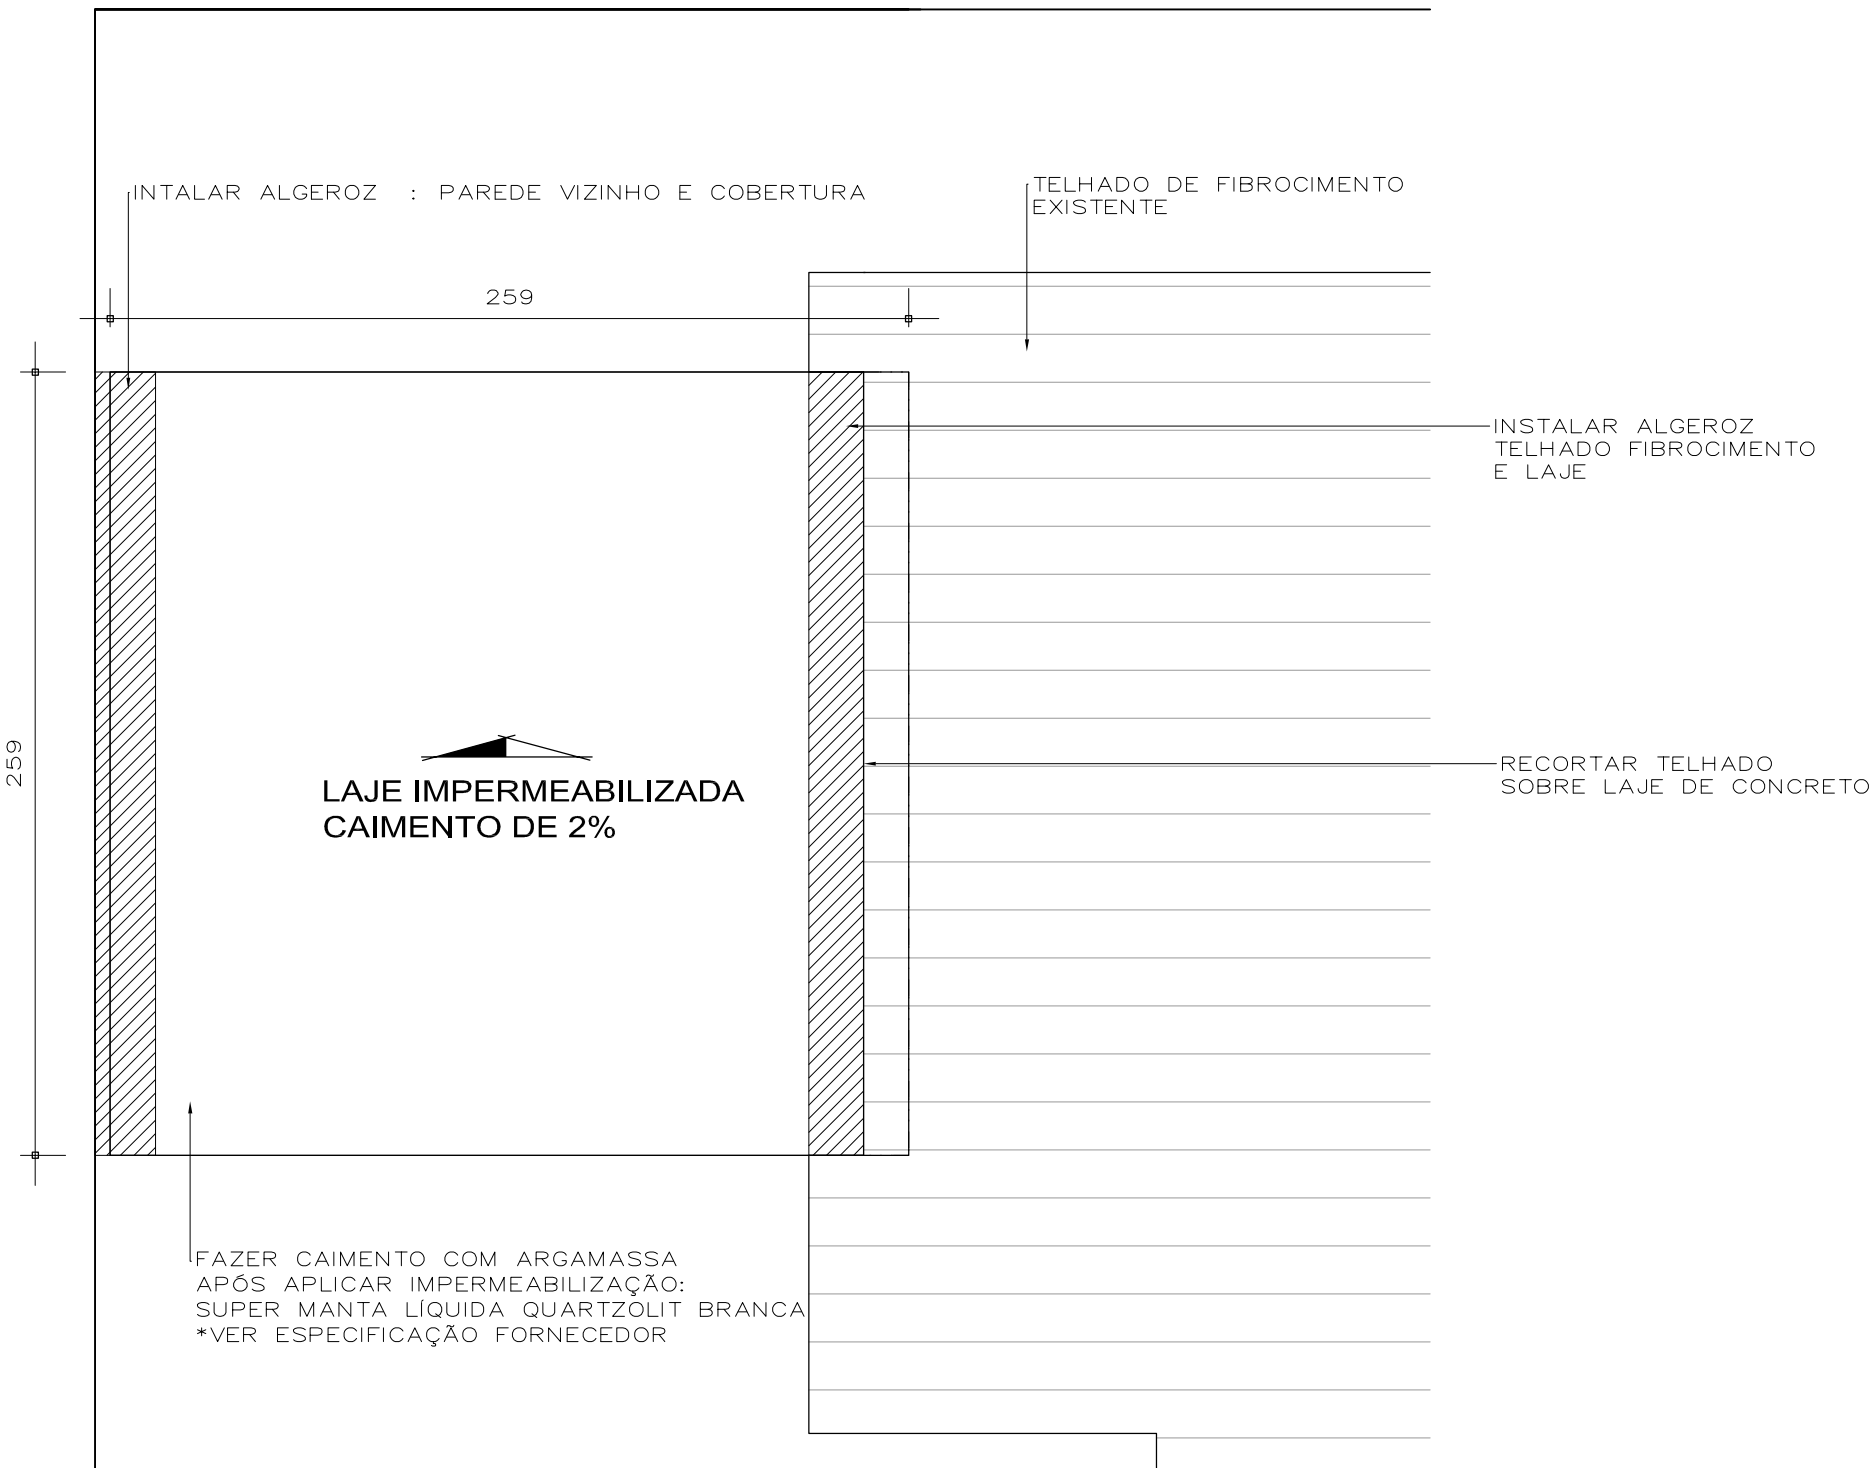 INTALAR ALGEROZ : PAREDE VIZINHO E COBERTURA
TELHADO DE FIBROCIMENTO
EXISTENTE
259
INSTALAR ALGEROZ
TELHADO FIBROCIMENTO
E LAJE
259
LAJE IMPERMEABILIZADA
CAIMENTO DE 2%
RECORTAR TELHADO
SOBRE LAJE DE CONCRETO
FAZER CAIMENTO COM ARGAMASSA
APÓS APLICAR IMPERMEABILIZAÇÃO:
SUPER MANTA LÍQUIDA QUARTZOLIT BRANCA
*VER ESPECIFICAÇÃO FORNECEDOR